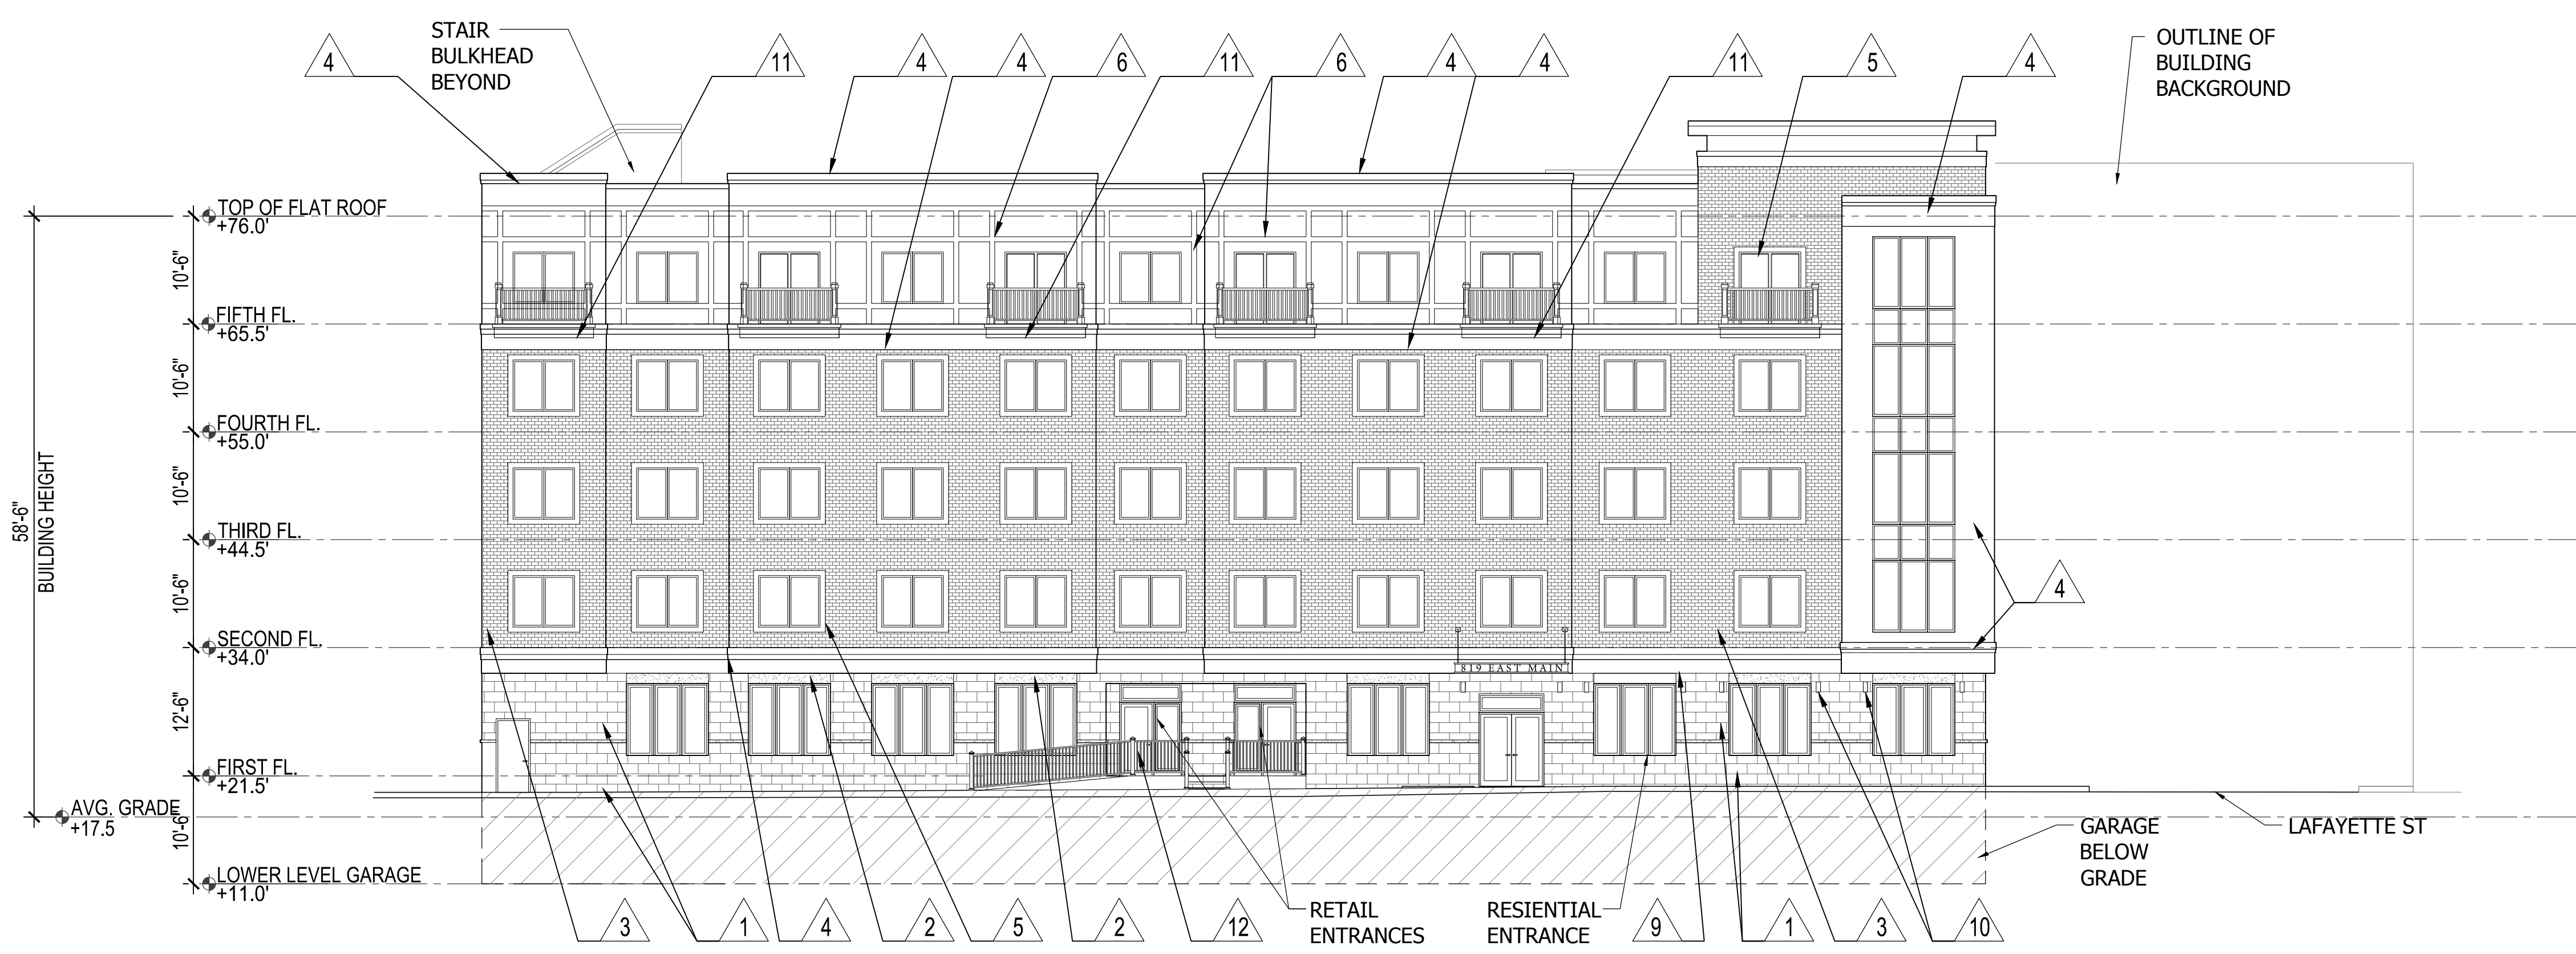 STAIR
BULKHEAD
BEYOND
OUTLINE OF
BUILDING
BACKGROUND
4
11
4
4
6
11
6
4
4
11
5
4
TOP OF FLAT ROOF
+76.0'
10'-6"
FIFTH FL.
+65.5'
10'-6"
FOURTH FL.
+55.0'
10'-6"
THIRD FL.
+44.5'
58'-6"
BUILDING HEIGHT
10'-6"
4
SECOND FL.
+34.0'
819 EAST MAIN
12'-6"
FIRST FL.
+21.5'
AVG. GRADE
+17.5
10'-6"
LOWER LEVEL GARAGE
+11.0'
GARAGE
BELOW
GRADE
LAFAYETTE ST
3
1
4
2
5
2
12
RETAIL
ENTRANCES
RESIENTIAL
ENTRANCE
9
1
3
10